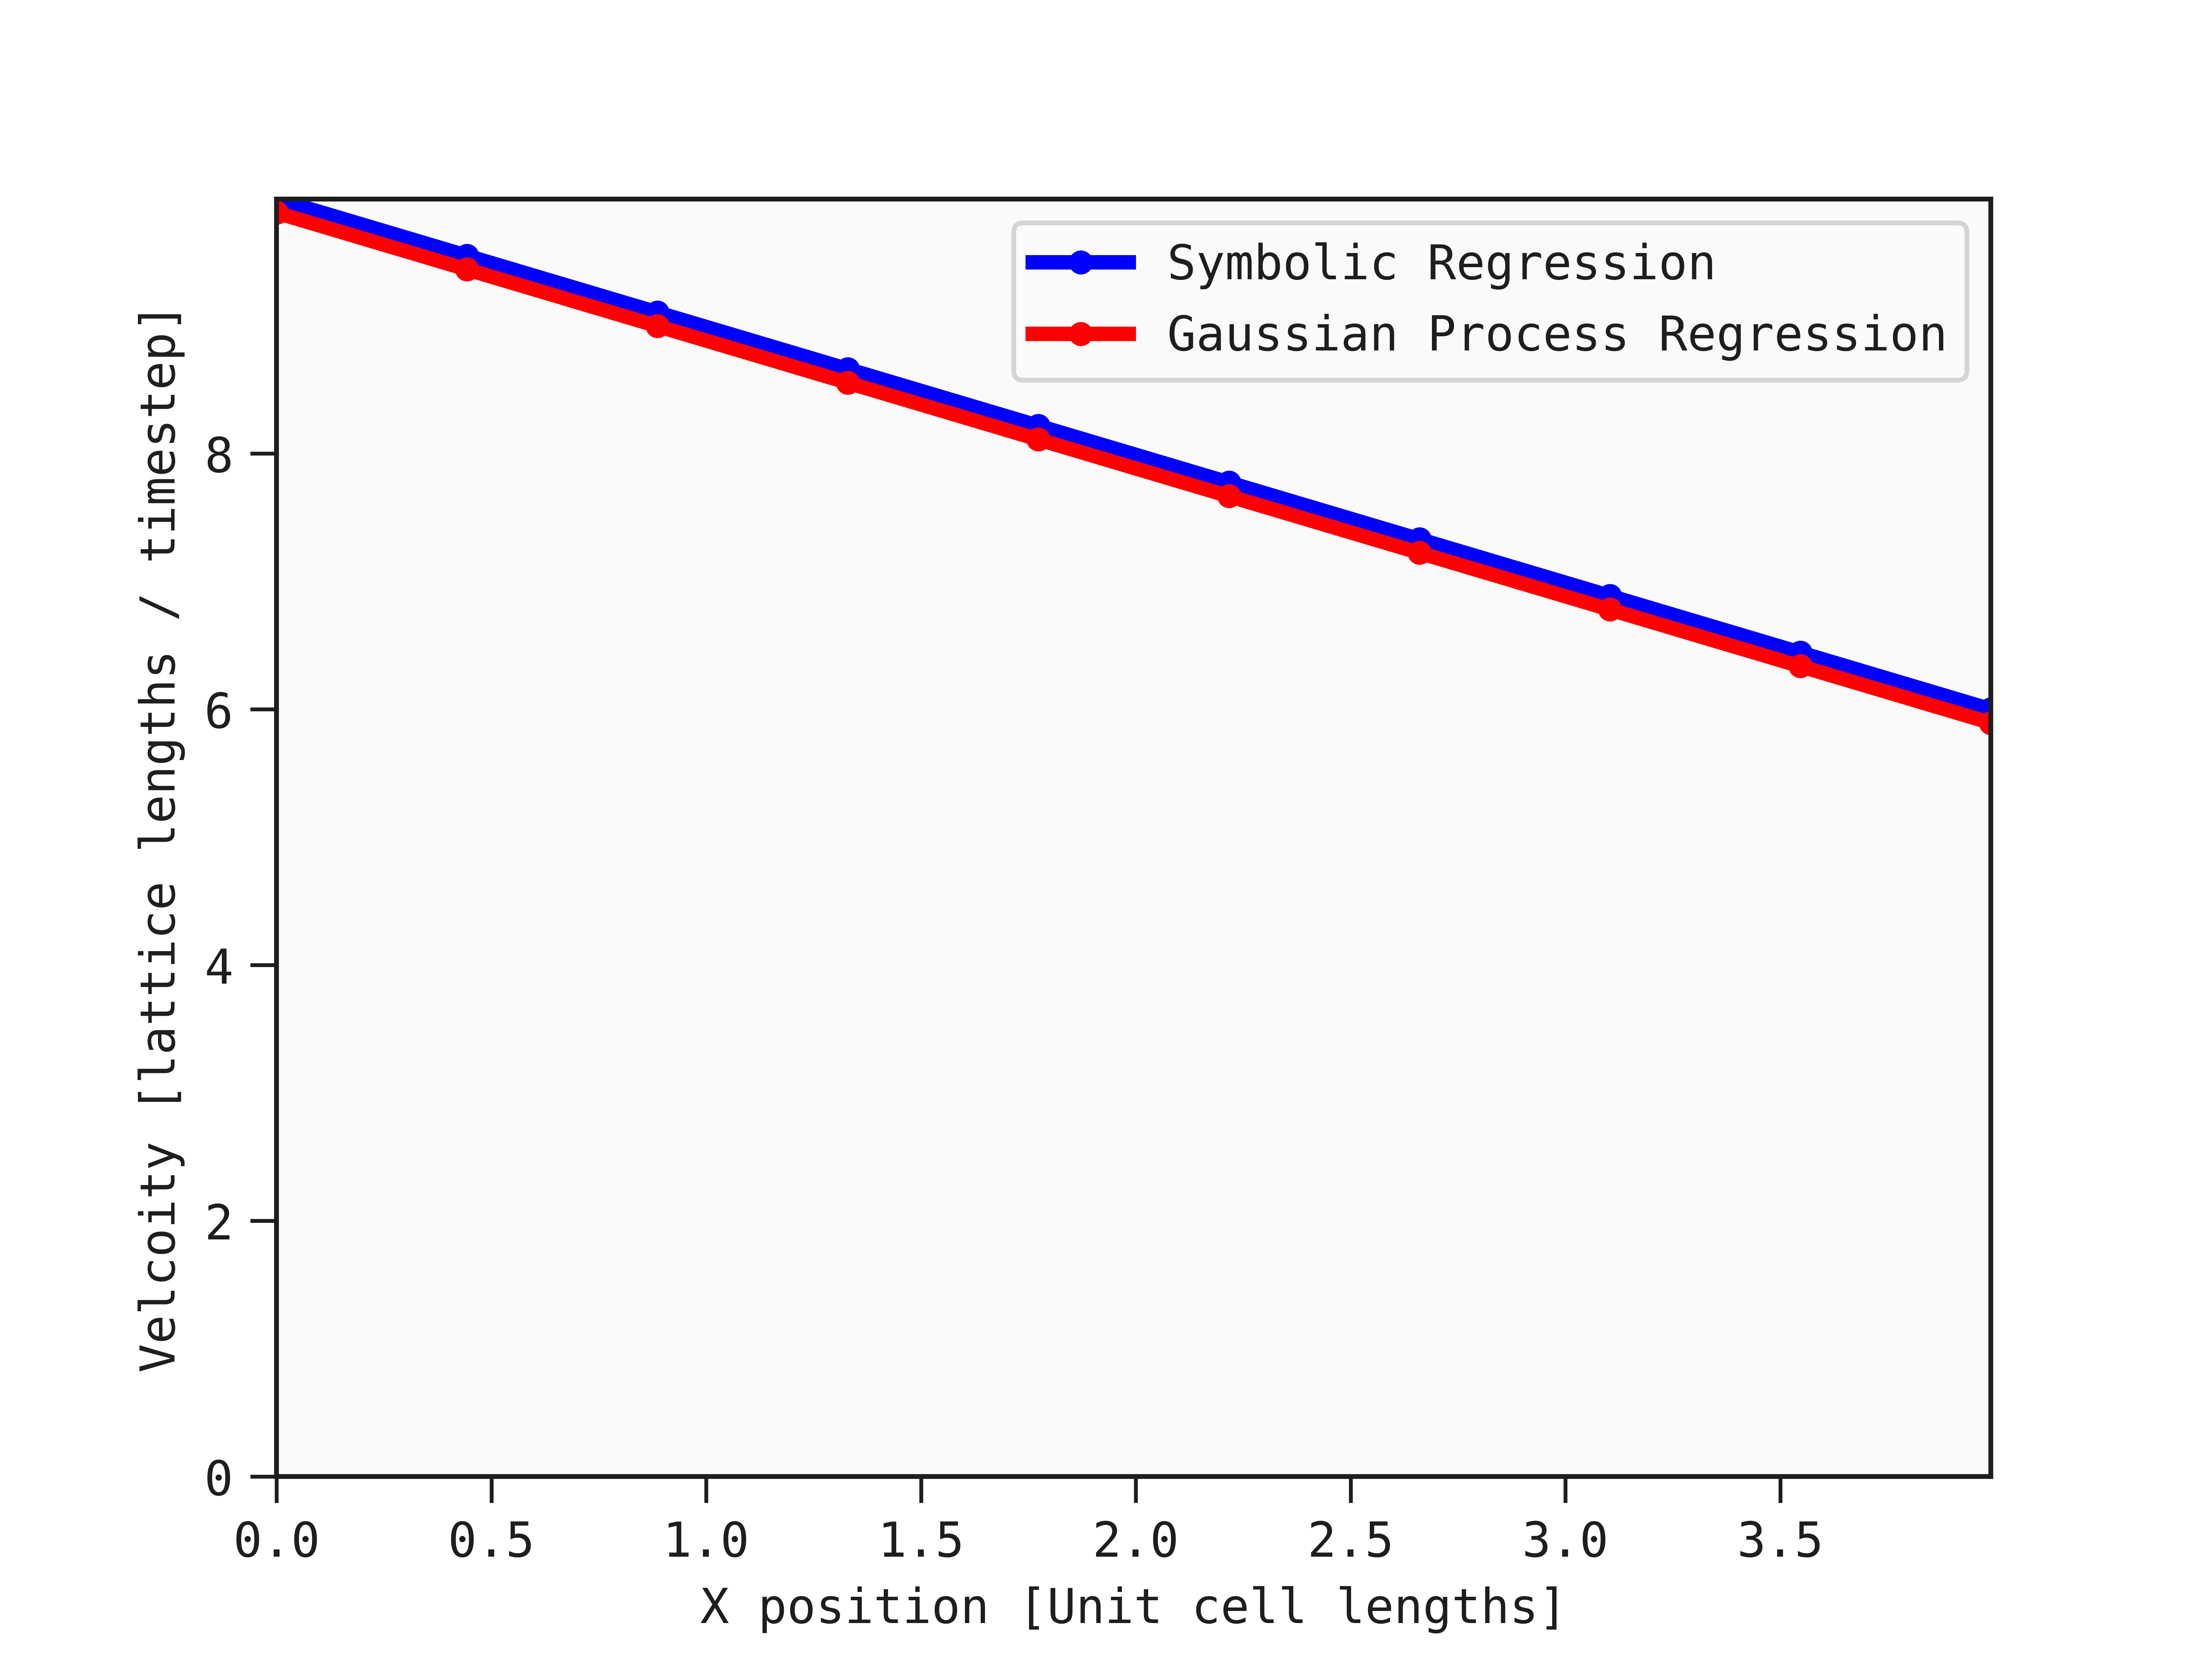 Symbolic Regression
Gaussian Process Regression
Velcoity [lattice lengths / timestep]
8
6
4
2
0
0.0 0.5 1.0 1.5 2.0 2.5 3.0 3.5
X position [Unit cell lengths]